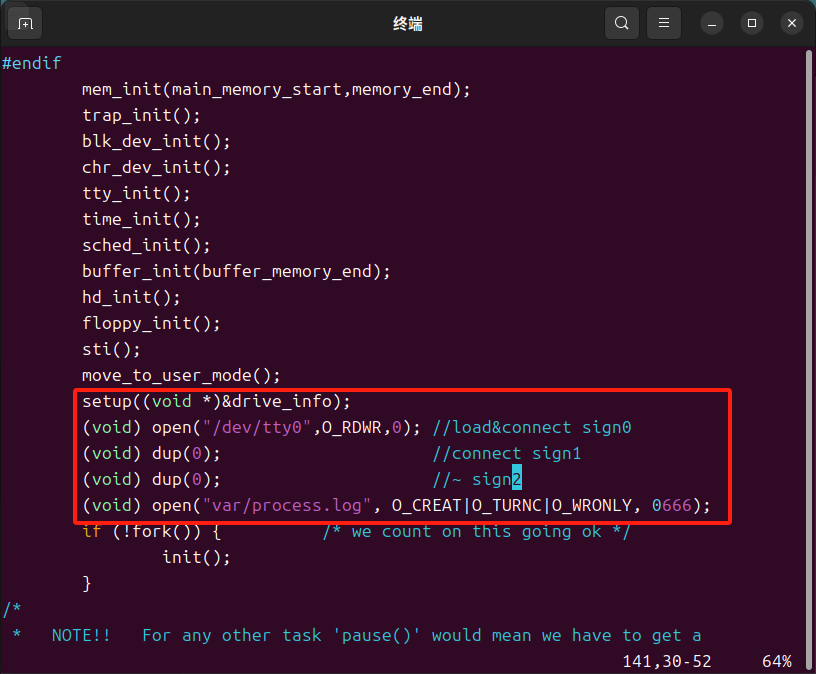 终端
#endif
mem_init(main_memory_start,memory_end);
trap_init();
blk_dev_init();
chr_dev_init();
tty_init();
time_init();
sched_init();
buffer_init(buffer_memory_end);
hd_init();
floppy_init();
sti();
move_to_user_mode();
setup((void *)&drive_info);
(void) open("/dev/tty0",O_RDWR,0); //load&connect sign0
(void) dup(0); //connect sign1
(void) dup(0); //~ sign2
(void) open("var/process.log", O_CREAT|O_TURNC|O_WRONLY, 0666);
if (!fork()) { /* we count on this going ok */
init();
}
/*
* NOTE!! For any other task 'pause()' would mean we have to get a
141,30-52 64%